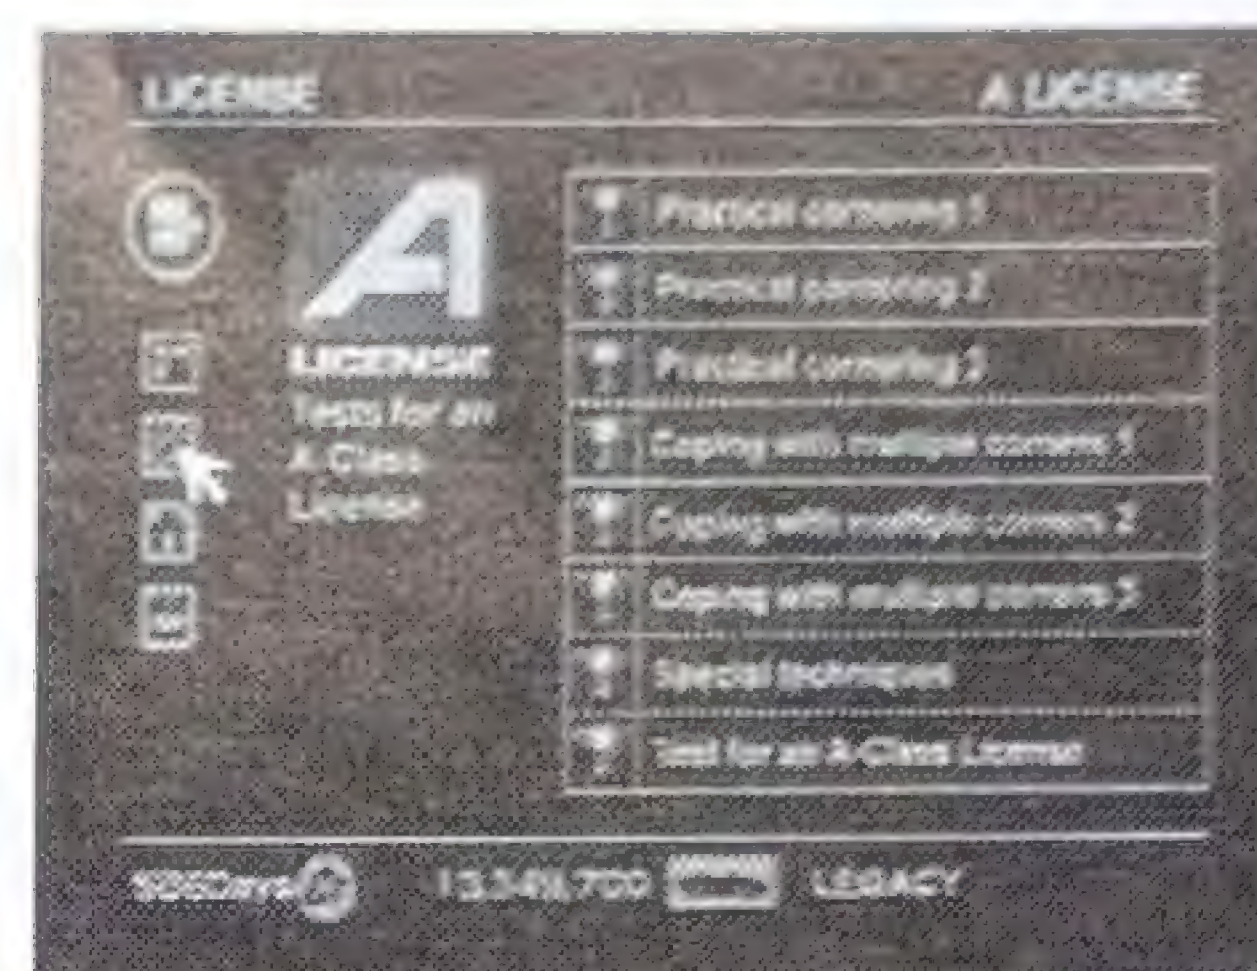 LICENSE
A LICENSE
A
LICENSE
Tests for an
A-Class
License
Practical cornering 1
Practical cornering 2
Practical cornering 3
Coping with multiple corners 1
Coping with multiple corners 2
Coping with multiple corners 3
Special techniques
Test for an A-Class License
Days
LEGACY